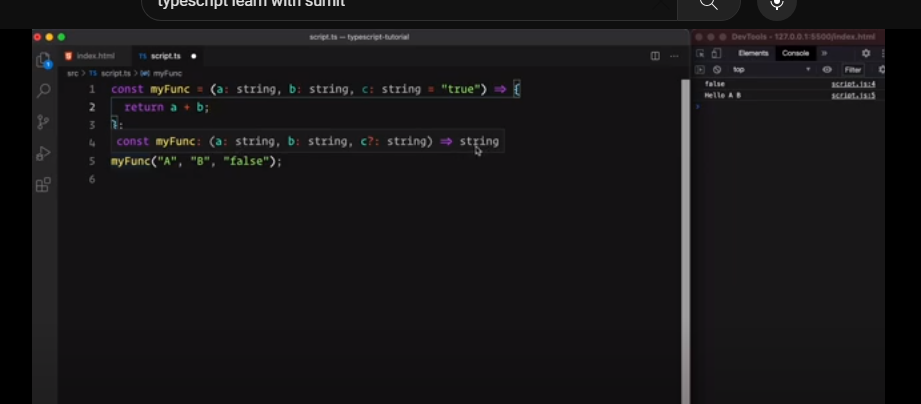 typescript learn with sumit
script.ts — typescript-tutorial
DevTools - 127.0.0.1:5500/index.html
index.html
TS script.ts
Elements
Console
»
src > TS script.ts > myFunc
top
Filter
1 const myFunc = (a: string, b: string, c: string = "true") => {
2 return a + b;
3 };
4 const myFunc: (a: string, b: string, c?: string) => string
5 myFunc("A", "B", "false");
6
false script.js:4
Hello A B script.js:5